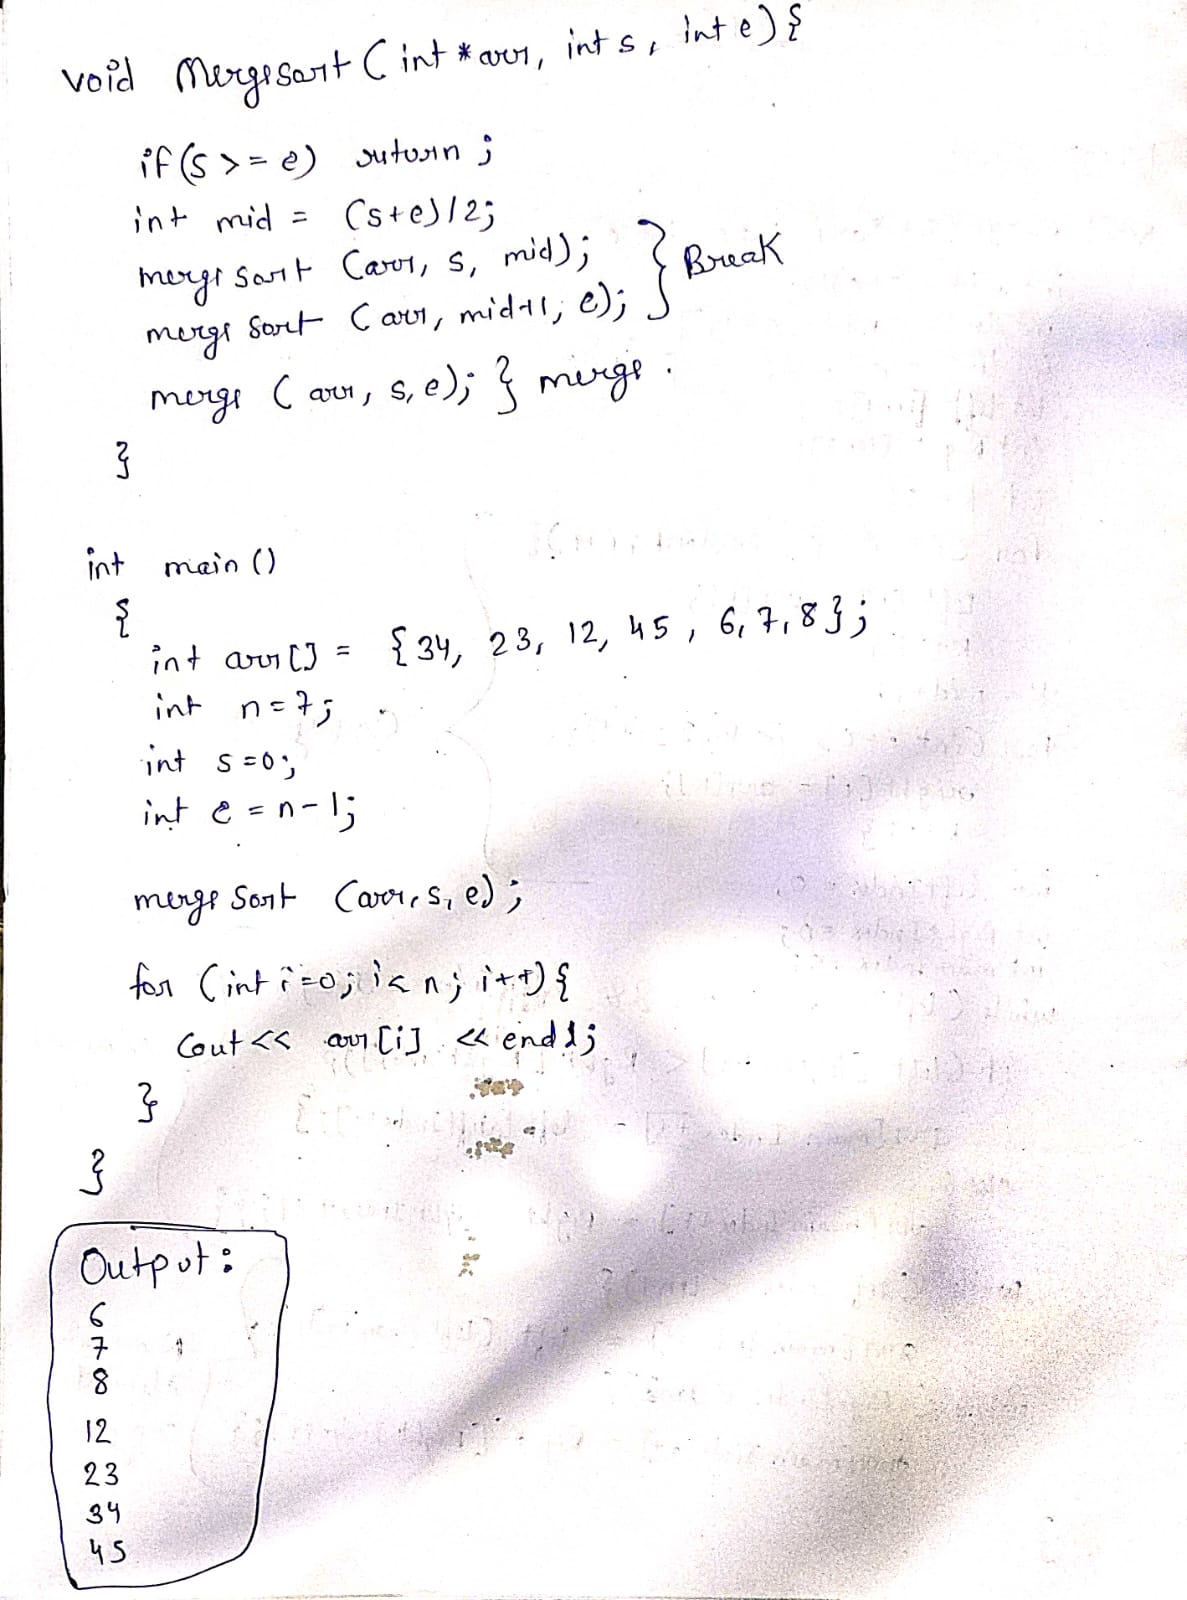 void Mergesort (int *arr, int s, int e) {
if (s >= e) return ;
int mid = (s+e)/2;
merge sort (arr, s, mid); } Break
merge sort (arr, mid+1, e);
merge (arr, s, e); } merge .
}
int main ()
{
int arr [] = {34, 23, 12, 45 , 6, 7, 8};
int n = 7;
int s = 0;
int e = n - 1;
merge Sort (arr, s, e) ;
for (int i=0; i< n; i++) {
Cout << arr [i] << endl;
}
}
Output :
6
7
8
12
23
34
45